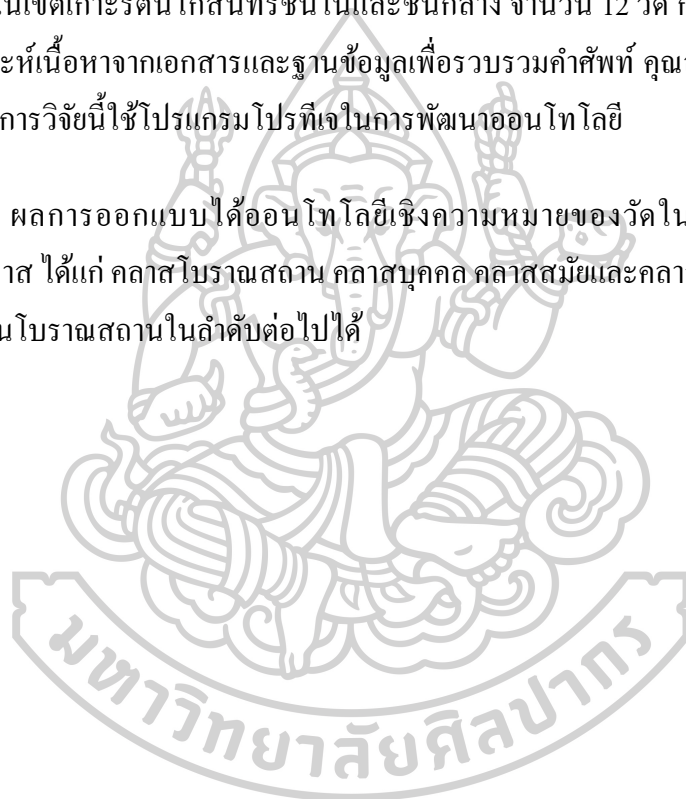 ในเขตเกาะรัตนโกสินทร์ชั้นในและชั้นกลาง จำนวน 12 วัด
ะห์เนื้อหาจากเอกสารและฐานข้อมูลเพื่อรวบรวมคำศัพท์
การวิจัยนี้ใช้โปรแกรมโปรทีเจในการพัฒนาออนโทโลยี
ผลการออกแบบได้ออนโทโลยีเชิงความหมายของวัดใน
าส ได้แก่ คลาสโบราณสถาน คลาสบุคคล คลาสสมัยและคลา
นโบราณสถานในลำดับต่อไปได้
มหาวิทยาลัยศิลปากร